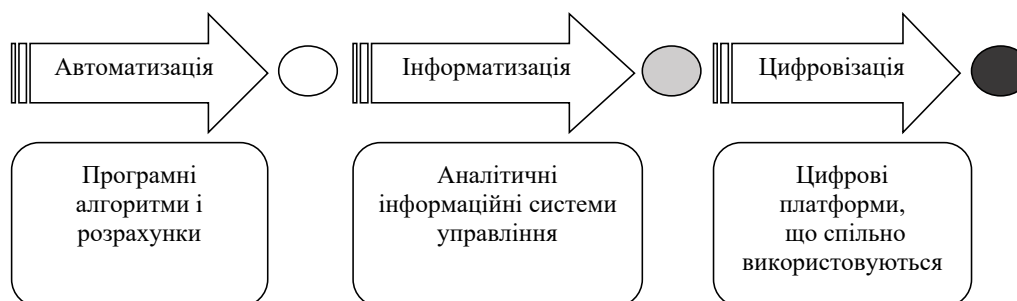 Автоматизація
Інформатизація
Цифровізація
Програмні
алгоритми і
розрахунки
Аналітичні
інформаційні системи
управління
Цифрові
платформи,
що спільно
використовуються